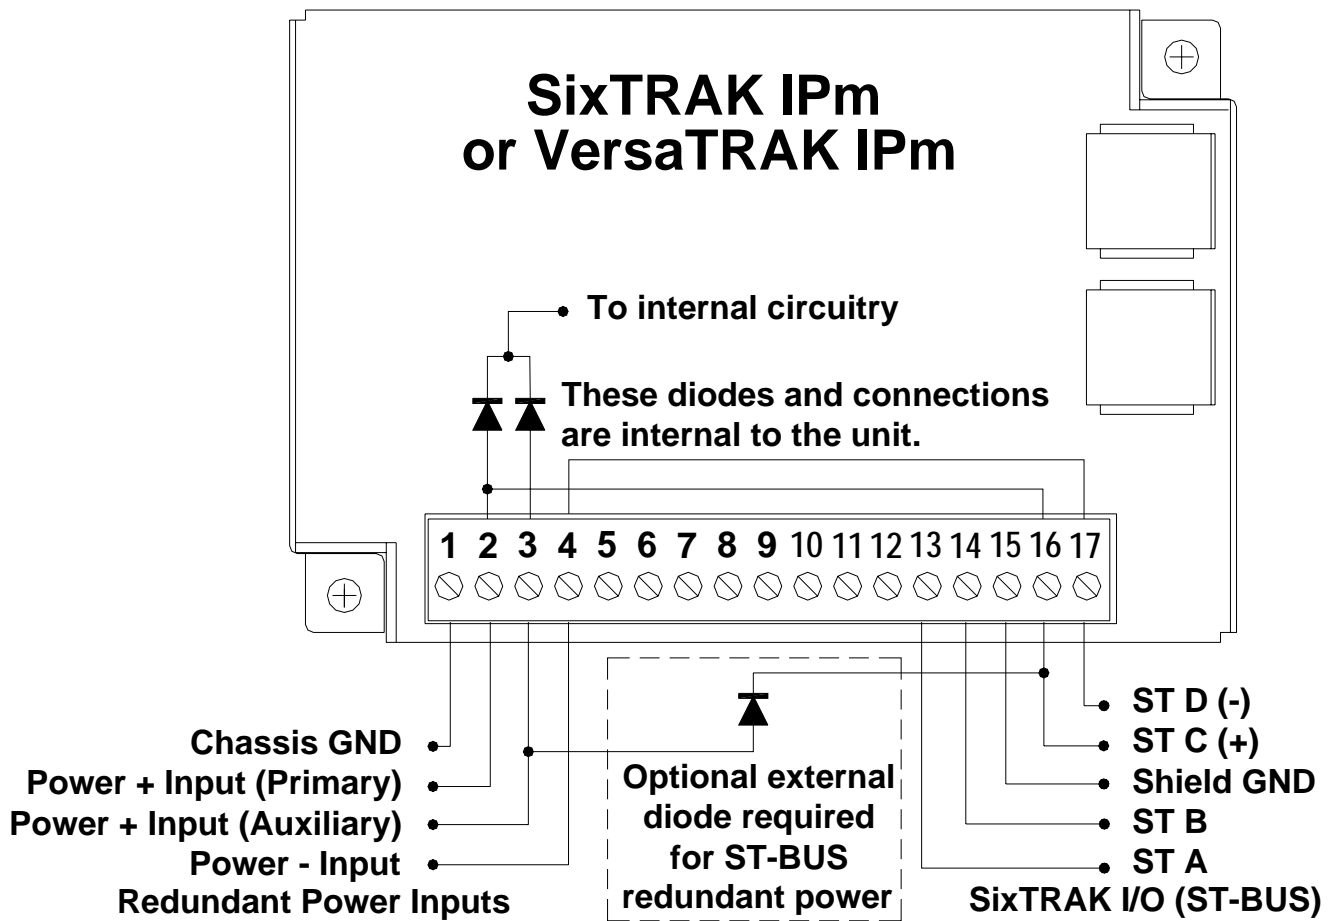 SixTRAK IPm
or VersaTRAK IPm
To internal circuitry
These diodes and connections
are internal to the unit.
1 2 3 4 5 6 7 8 9 10 11 12 13 14 15 16 17
Chassis GND
Power + Input (Primary)
Power + Input (Auxiliary)
Power - Input
Redundant Power Inputs
Optional external
diode required
for ST-BUS
redundant power
ST D (-)
ST C (+)
Shield GND
ST B
ST A
SixTRAK I/O (ST-BUS)